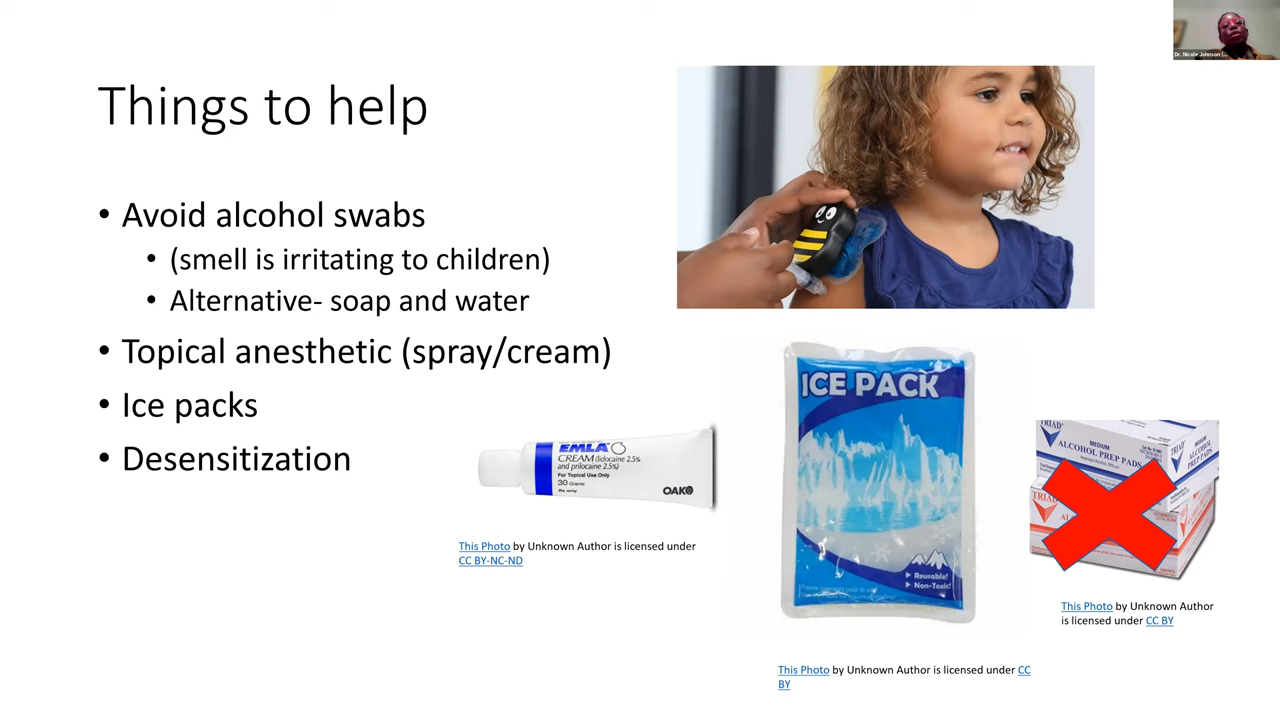 Dr. Nicole Johnson (...
Things to help
• Avoid alcohol swabs
• (smell is irritating to children)
• Alternative- soap and water
• Topical anesthetic (spray/cream)
• Ice packs
• Desensitization
EMLA
CREAM (lidocaine 2.5%
and prilocaine 2.5%)
For Topical Use Only
30 Grams
Rx only
OAK
This Photo by Unknown Author is licensed under
CC BY-NC-ND
ICE PACK
Reusable!
Non-Toxic!
This Photo by Unknown Author is licensed under CC
BY
TRIAD
MEDIUM
ALCOHOL PREP PADS
ALCOHOL
PREP PADS
TRIAD
This Photo by Unknown Author
is licensed under CC BY